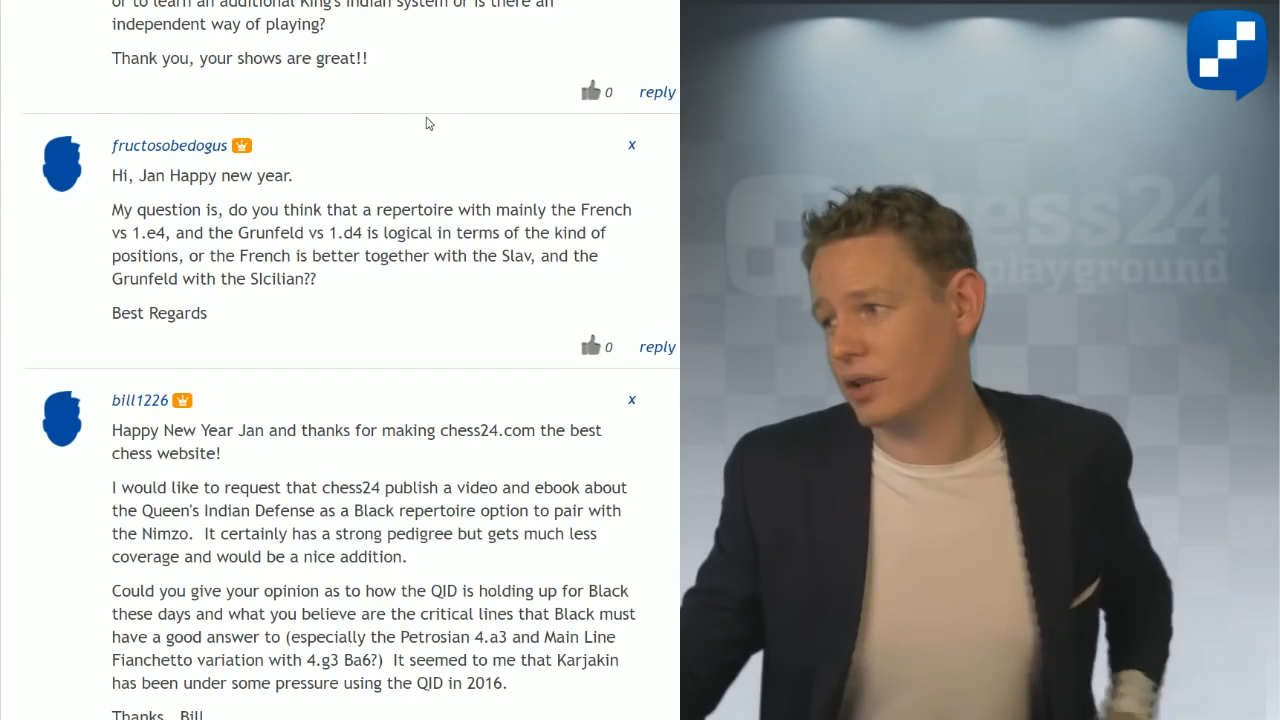 or to learn an additional King's Indian system or is there an
independent way of playing?
Thank you, your shows are great!!
0 reply
fructosobedogus x
Hi, Jan Happy new year.
My question is, do you think that a repertoire with mainly the French
vs 1.e4, and the Grunfeld vs 1.d4 is logical in terms of the kind of
positions, or the French is better together with the Slav, and the
Grunfeld with the SIcilian??
Best Regards
0 reply
bill1226 x
Happy New Year Jan and thanks for making chess24.com the best
chess website!
I would like to request that chess24 publish a video and ebook about
the Queen's Indian Defense as a Black repertoire option to pair with
the Nimzo.  It certainly has a strong pedigree but gets much less
coverage and would be a nice addition.
Could you give your opinion as to how the QID is holding up for Black
these days and what you believe are the critical lines that Black must
have a good answer to (especially the Petrosian 4.a3 and Main Line
Fianchetto variation with 4.g3 Ba6?)  It seemed to me that Karjakin
has been under some pressure using the QID in 2016.
Thanks,  Bill
chess24
playground